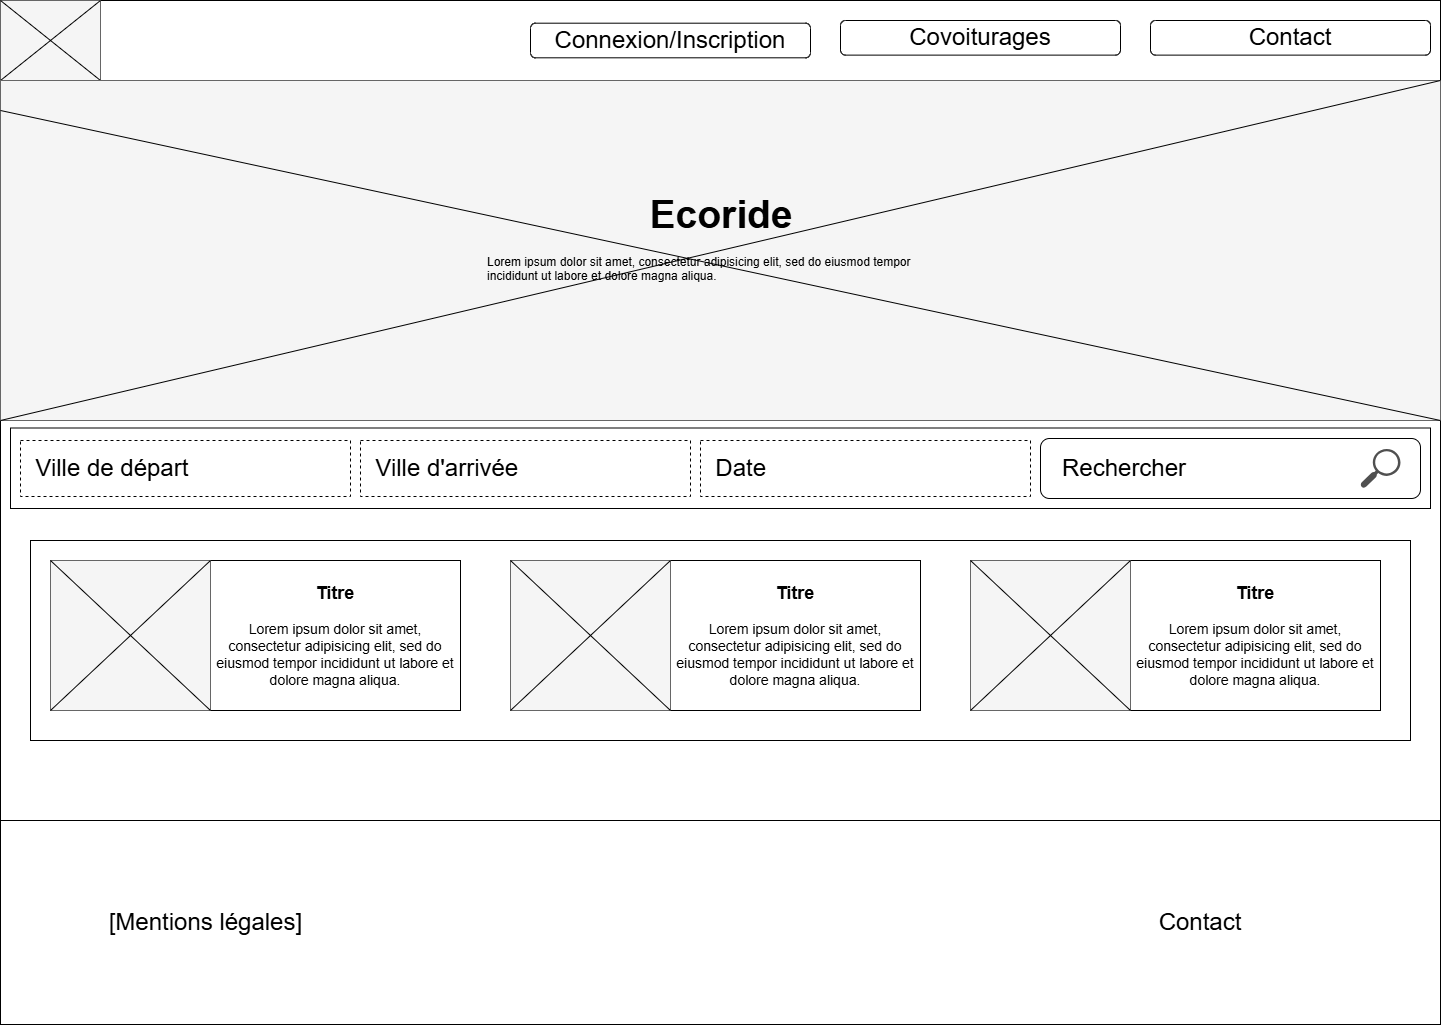 Connexion/Inscription
Covoiturages
Contact
Ecoride
Lorem ipsum dolor sit amet, consectetur adipisicing elit, sed do eiusmod tempor
incididunt ut labore et dolore magna aliqua.
Ville de départ
Ville d'arrivée
Date
Rechercher
Titre
Lorem ipsum dolor sit amet,
consectetur adipisicing elit, sed do
eiusmod tempor incididunt ut labore et
dolore magna aliqua.
Titre
Lorem ipsum dolor sit amet,
consectetur adipisicing elit, sed do
eiusmod tempor incididunt ut labore et
dolore magna aliqua.
Titre
Lorem ipsum dolor sit amet,
consectetur adipisicing elit, sed do
eiusmod tempor incididunt ut labore et
dolore magna aliqua.
[Mentions légales]
Contact